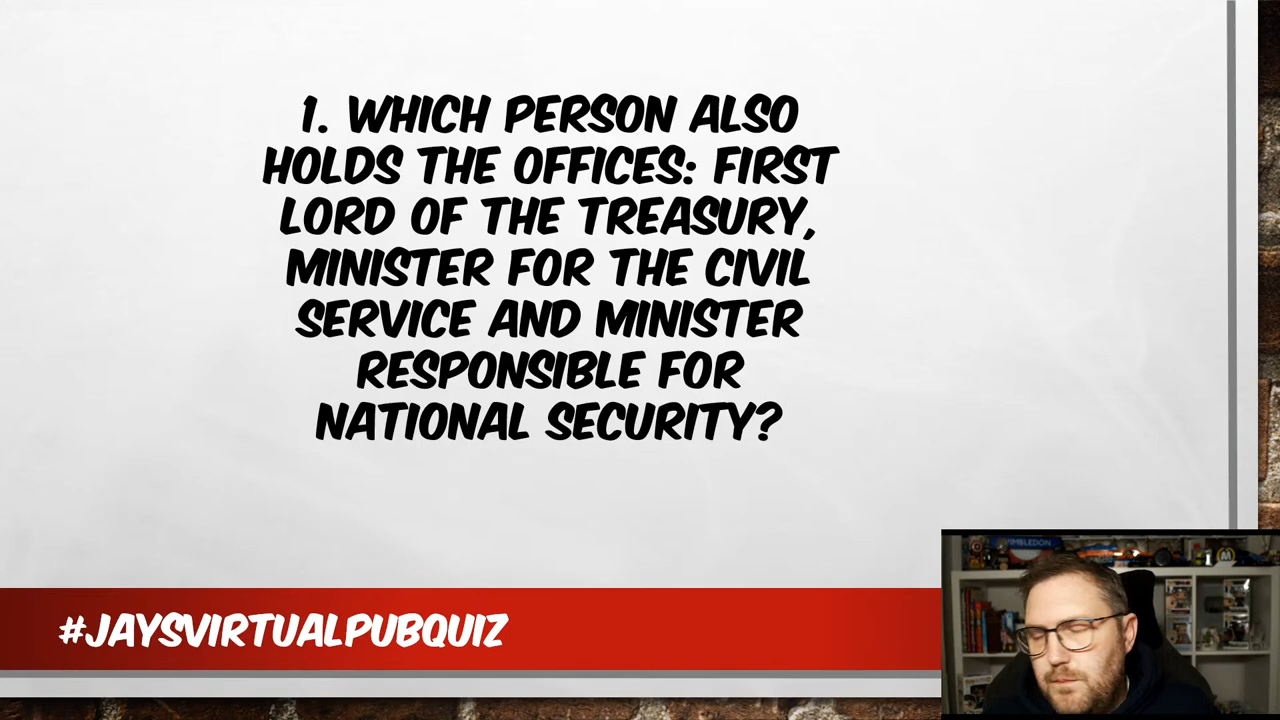 1. WHICH PERSON ALSO
HOLDS THE OFFICES: FIRST
LORD OF THE TREASURY,
MINISTER FOR THE CIVIL
SERVICE AND MINISTER
RESPONSIBLE FOR
NATIONAL SECURITY?
#JAYSVIRTUALPUBQUIZ
WIMBLEDON